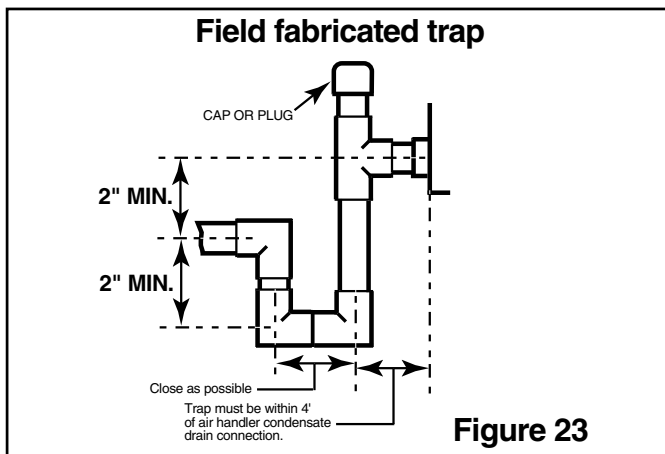 Field fabricated trap
CAP OR PLUG
2" MIN.
2" MIN.
Close as possible
Trap must be within 4'
of air handler condensate
drain connection.
Figure 23